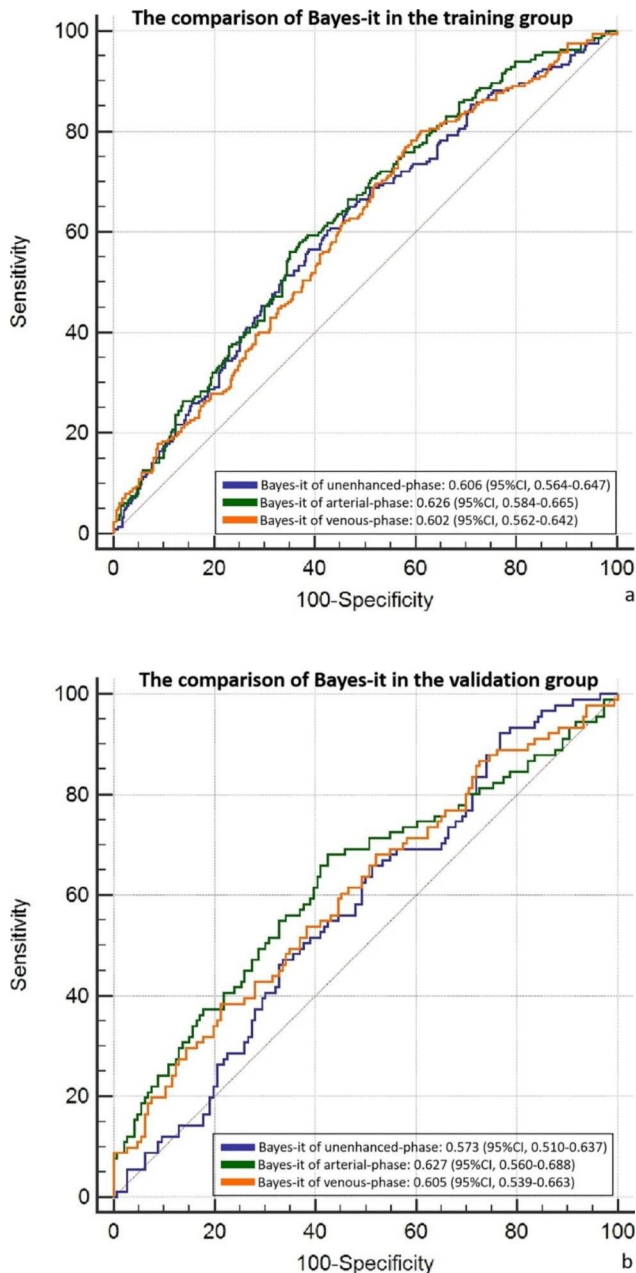 The comparison of Bayes-it in the training group
100
80
60
40
20
0
Sensitivity
Bayes-it of unenhanced-phase: 0.606 (95%CI, 0.564-0.647)
Bayes-it of arterial-phase: 0.626 (95%CI, 0.584-0.665)
Bayes-it of venous-phase: 0.602 (95%CI, 0.562-0.642)
0 20 40 60 80 100
100-Specificity
a
The comparison of Bayes-it in the validation group
100
80
60
40
20
0
Sensitivity
Bayes-it of unenhanced-phase: 0.573 (95%CI, 0.510-0.637)
Bayes-it of arterial-phase: 0.627 (95%CI, 0.560-0.688)
Bayes-it of venous-phase: 0.605 (95%CI, 0.539-0.663)
0 20 40 60 80 100
100-Specificity
b